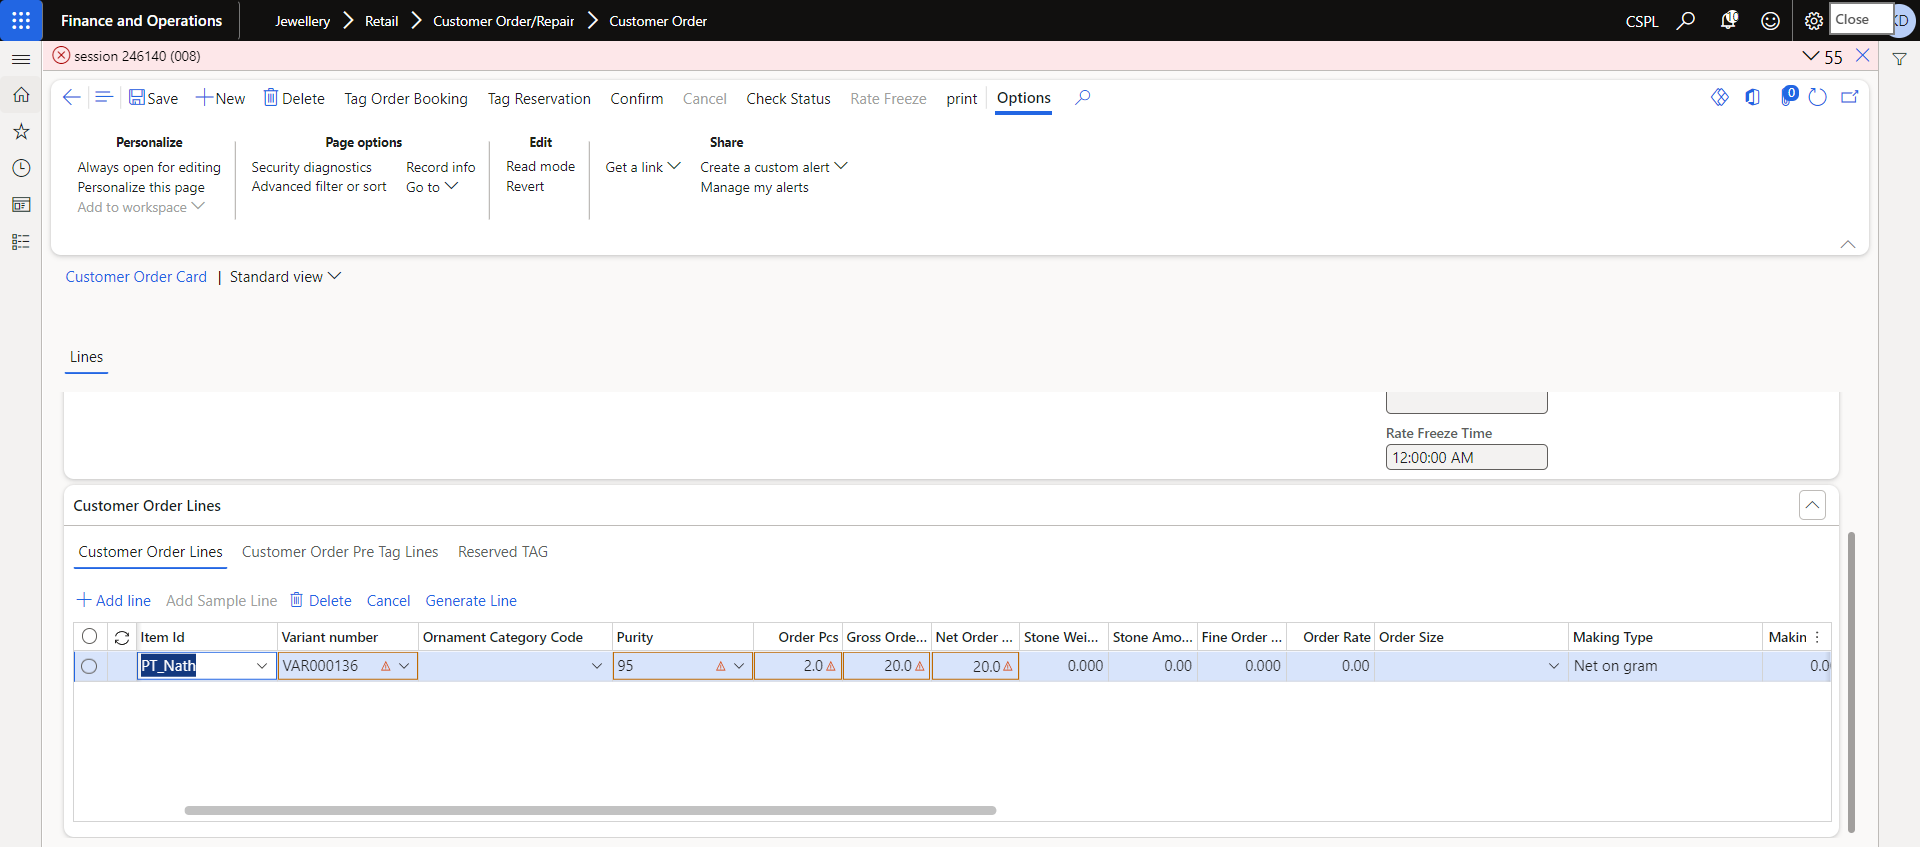 Finance and Operations
Jewellery
Retail
Customer Order/Repair
Customer Order
CSPL
Close
session 246140 (008)
55
Save
New
Delete
Tag Order Booking
Tag Reservation
Confirm
Cancel
Check Status
Rate Freeze
print
Options
0
Personalize
Always open for editing
Personalize this page
Add to workspace
Page options
Security diagnostics
Advanced filter or sort
Record info
Go to
Edit
Read mode
Revert
Get a link
Share
Create a custom alert
Manage my alerts
Customer Order Card | Standard view
Lines
Rate Freeze Time
12:00:00 AM
Customer Order Lines
Customer Order Lines
Customer Order Pre Tag Lines
Reserved TAG
Add line
Add Sample Line
Delete
Cancel
Generate Line
Item Id Variant number Ornament Category Code Purity Order Pcs Gross Orde... Net Order ... Stone Wei... Stone Amo... Fine Order ... Order Rate Order Size Making Type Makin
PT_Nath VAR000136 95 2.0 20.0 20.0 0.000 0.00 0.000 0.00 Net on gram 0.0